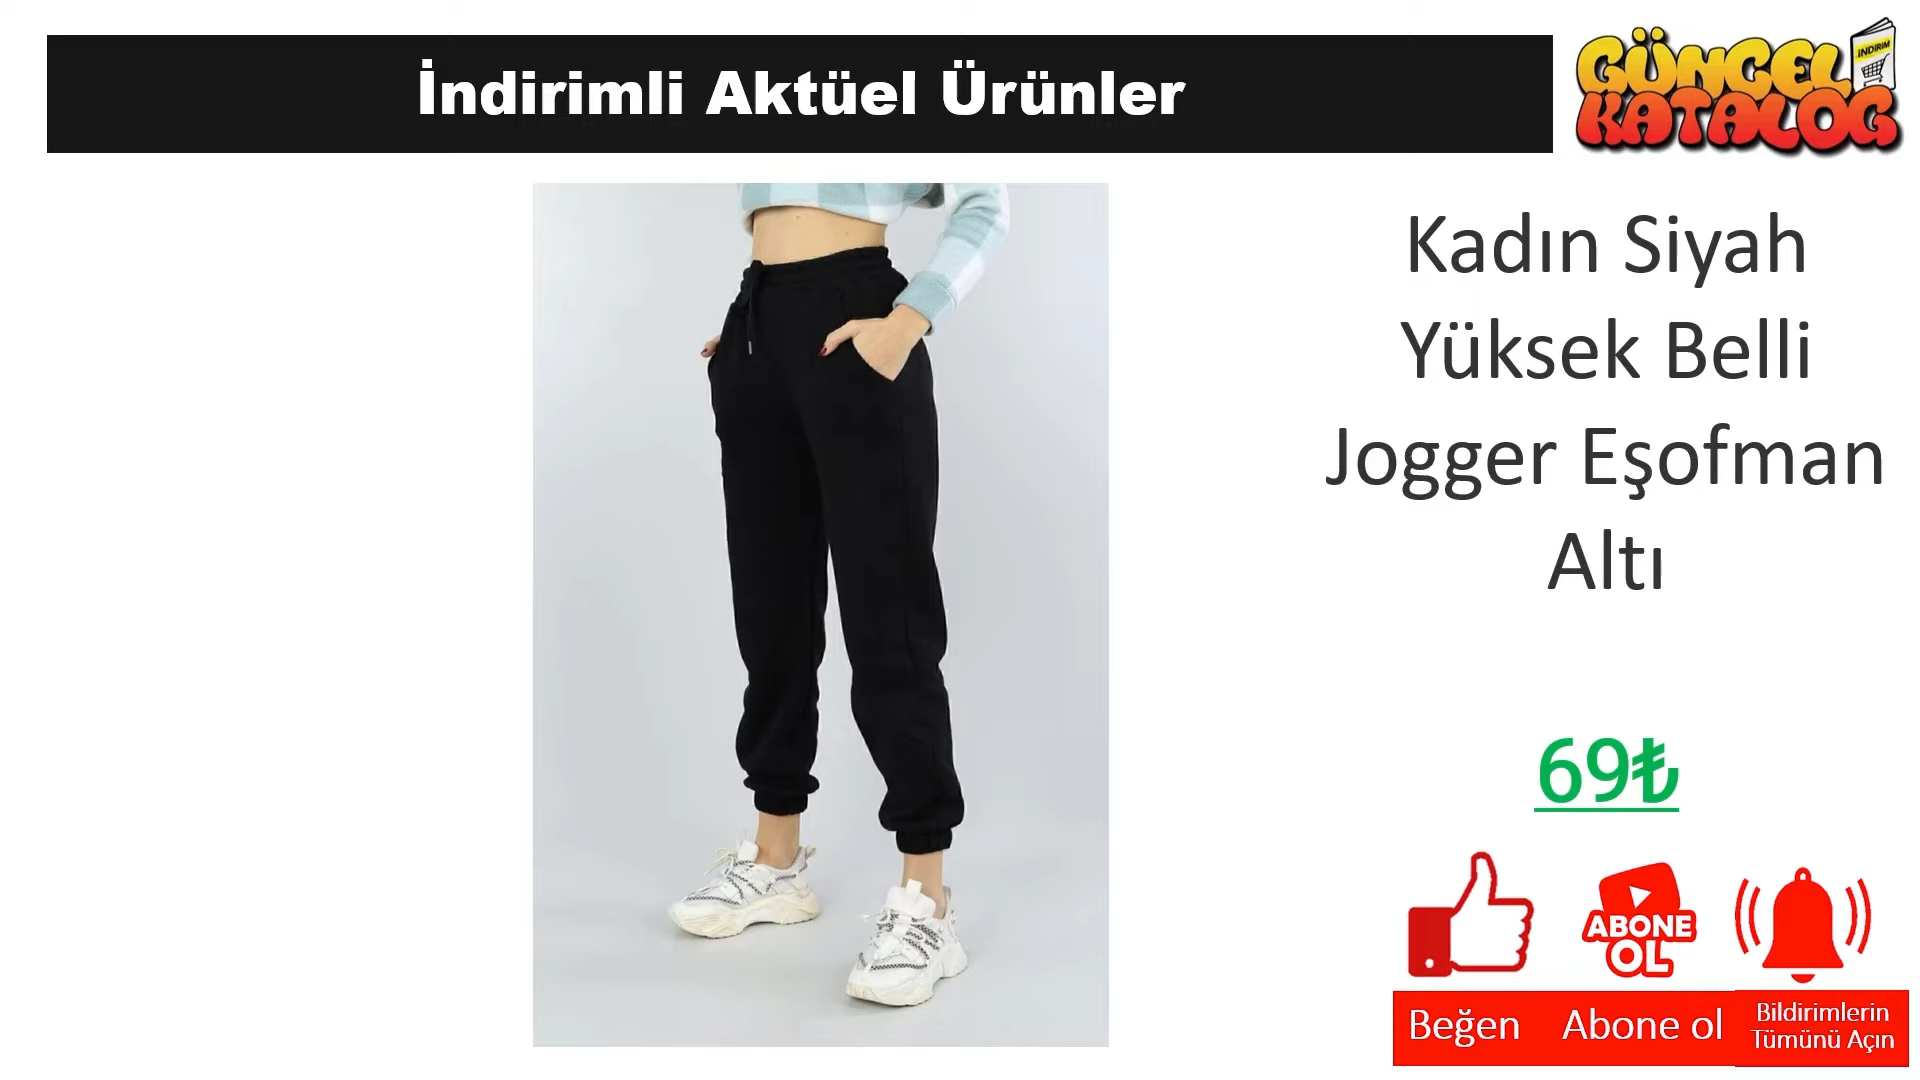 İndirimli Aktüel Ürünler
GÜNCEL
İNDİRİM
KATALOG
Kadın Siyah
Yüksek Belli
Jogger Eşofman
Altı
69₺
ABONE
OL
Beğen
Abone ol
Bildirimlerin
Tümünü Açın